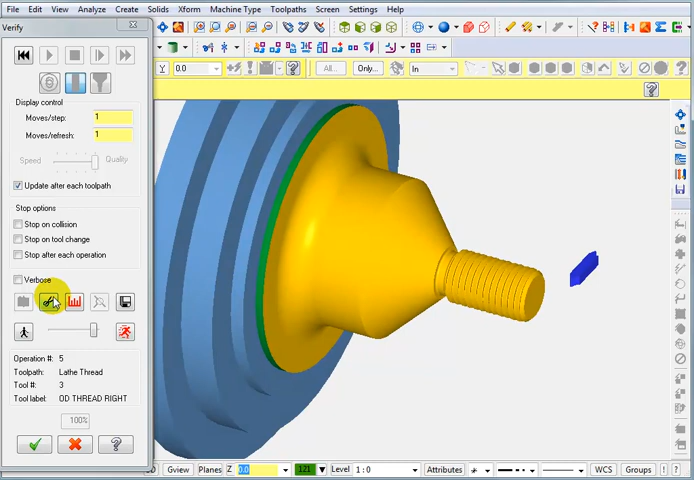 File Edit View Analyze Create Solids Xform Machine Type Toolpaths Screen Settings Help
Verify
Y 0.0 All... Only... In
Display control
Moves/step: 1
Moves/refresh: 1
Speed Quality
Update after each toolpath
Stop options
Stop on collision
Stop on tool change
Stop after each operation
Verbose
Operation #: 5
Toolpath: Lathe Thread
Tool #: 3
Tool label: OD THREAD RIGHT
100%
Gview Planes Z 0.0 121 Level 1 : 0 Attributes WCS Groups ? ?